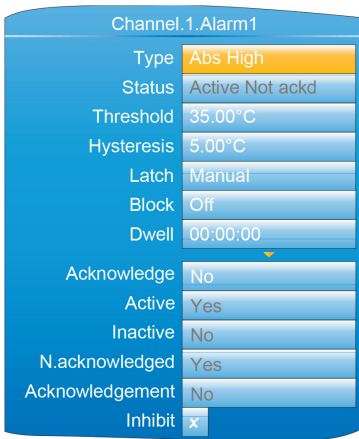 Channel.1.Alarm1
Type Abs High
Status Active Not ackd
Threshold 35.00°C
Hysteresis 5.00°C
Latch Manual
Block Off
Dwell 00:00:00
Acknowledge No
Active Yes
Inactive No
N.acknowledged Yes
Acknowledgement No
Inhibit x